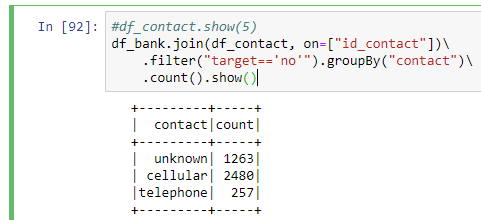 In [92]: #df_contact.show(5)
df_bank.join(df_contact, on=["id_contact"])\
    .filter("target=='no'").groupBy("contact")\
    .count().show()
+---------+-----+
|  contact|count|
+---------+-----+
|  unknown| 1263|
| cellular| 2480|
|telephone|  257|
+---------+-----+